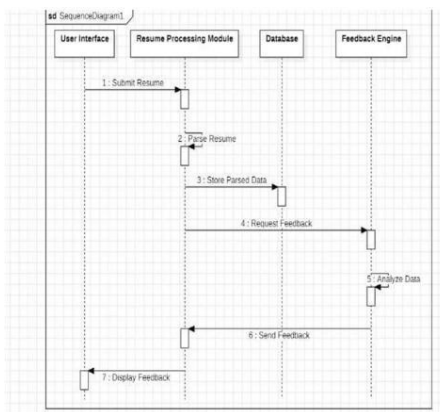 sd SequenceDiagram1
User Interface
Resume Processing Module
Database
Feedback Engine
1 : Submit Resume
2 : Parse Resume
3 : Store Parsed Data
4 : Request Feedback
5 : Analyze Data
6 : Send Feedback
7 : Display Feedback